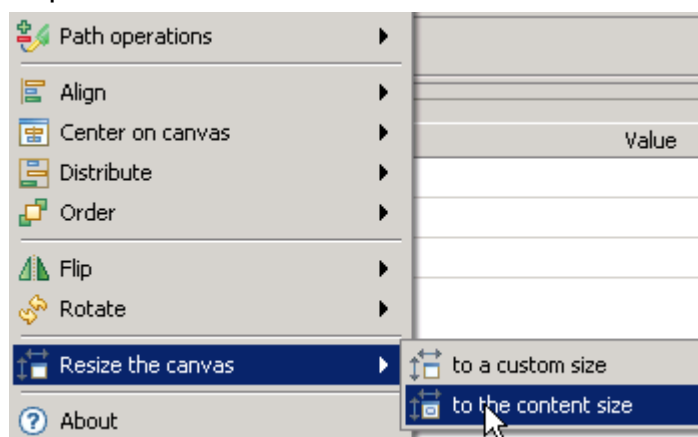 Path operations
Align
Center on canvas
Value
Distribute
Order
Flip
Rotate
Resize the canvas
to a custom size
to the content size
About